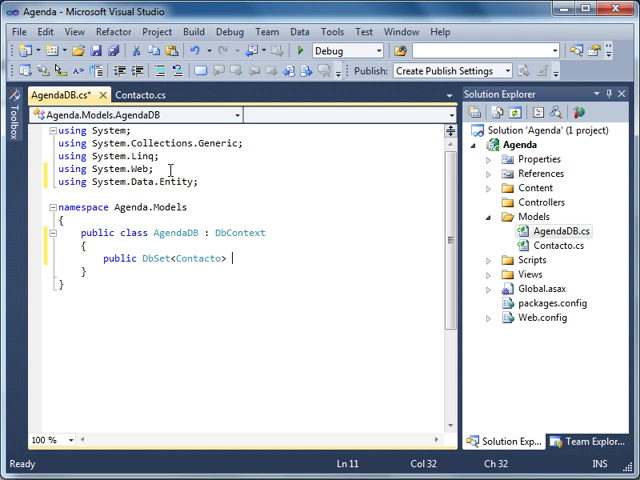 Agenda - Microsoft Visual Studio
File Edit View Refactor Project Build Debug Team Data Tools Test Window Help
Debug
Publish: Create Publish Settings
Toolbox
AgendaDB.cs* Contacto.cs
Agenda.Models.AgendaDB
using System;
using System.Collections.Generic;
using System.Linq;
using System.Web;
using System.Data.Entity;
namespace Agenda.Models
{
public class AgendaDB : DbContext
{
public DbSet<Contacto>
}
}
100 %
Solution Explorer
Solution 'Agenda' (1 project)
Agenda
Properties
References
Content
Controllers
Models
AgendaDB.cs
Contacto.cs
Scripts
Views
Global.asax
packages.config
Web.config
Solution Exp... Team Explor...
Ready Ln 11 Col 32 Ch 32 INS